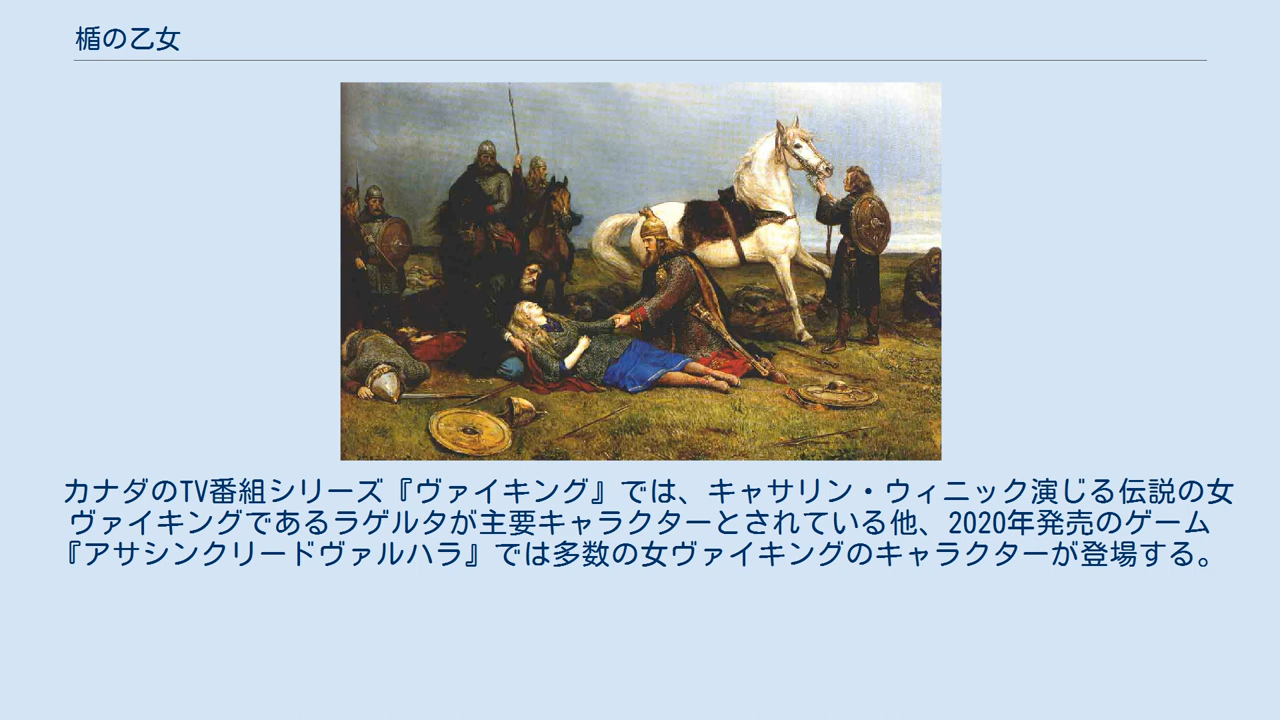 楯の乙女
カナダのTV番組シリーズ『ヴァイキング』では、キャサリン・ウィニック演じる伝説の女
ヴァイキングであるラゲルタが主要キャラクターとされている他、2020年発売のゲーム
『アサシンクリードヴァルハラ』では多数の女ヴァイキングのキャラクターが登場する。